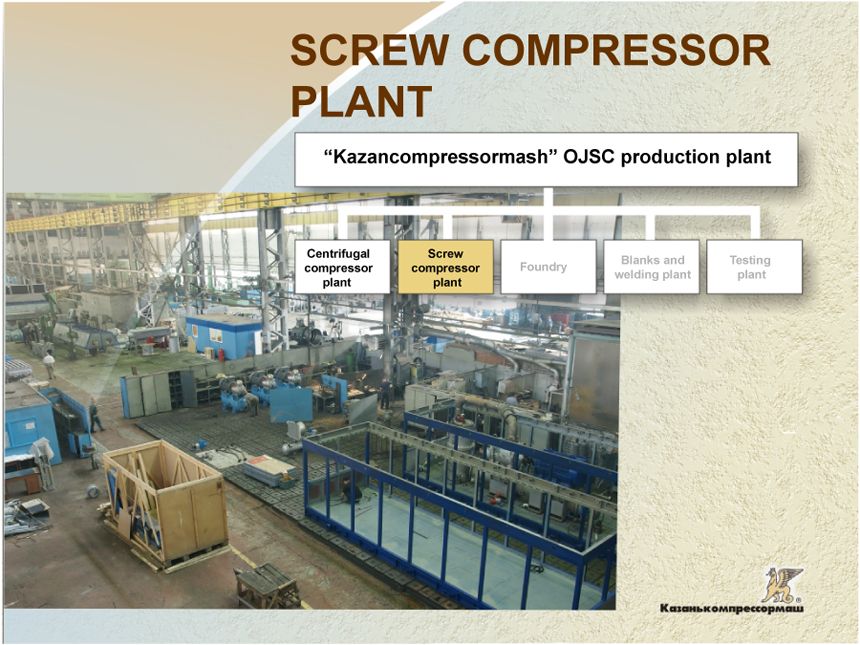 SCREW COMPRESSOR
PLANT
“Kazancompressormash” OJSC production plant
Centrifugal
compressor
plant
Screw
compressor
plant
Foundry
Blanks and
welding plant
Testing
plant
®
Казанькомпрессормаш